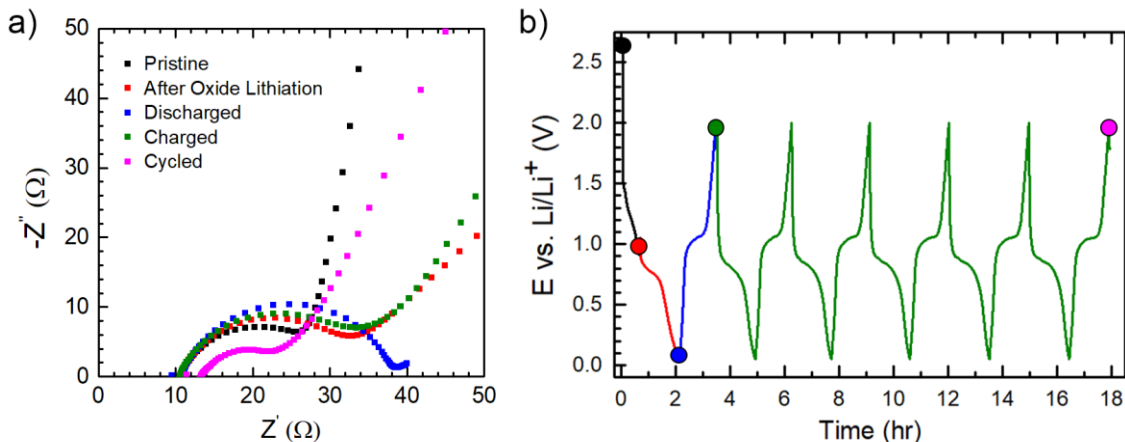 a)
50
40
30
20
10
0
-Z'' (Ω)
Pristine
After Oxide Lithiation
Discharged
Charged
Cycled
0 10 20 30 40 50
Z' (Ω)
b)
2.5
2.0
1.5
1.0
0.5
0.0
E vs. Li/Li+ (V)
0 2 4 6 8 10 12 14 16 18
Time (hr)